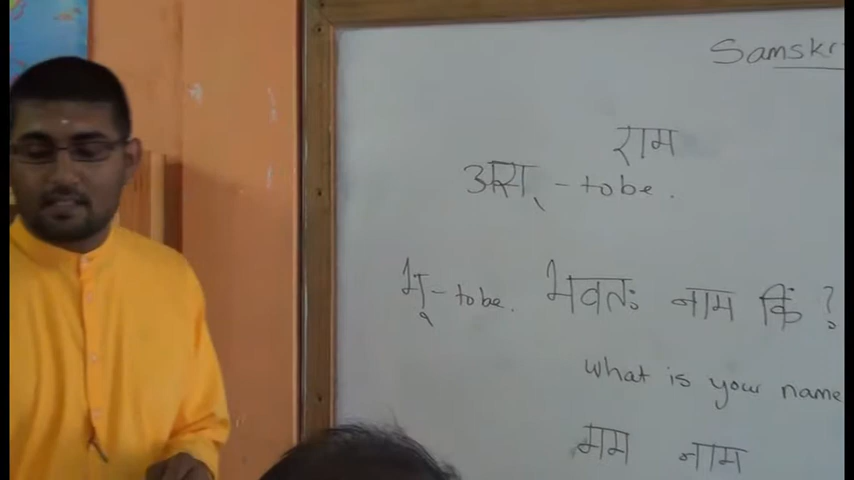 Samskr
राम
अस् - to be.
भू - to be. भवतः नाम किं ?
what is your name
मम नाम